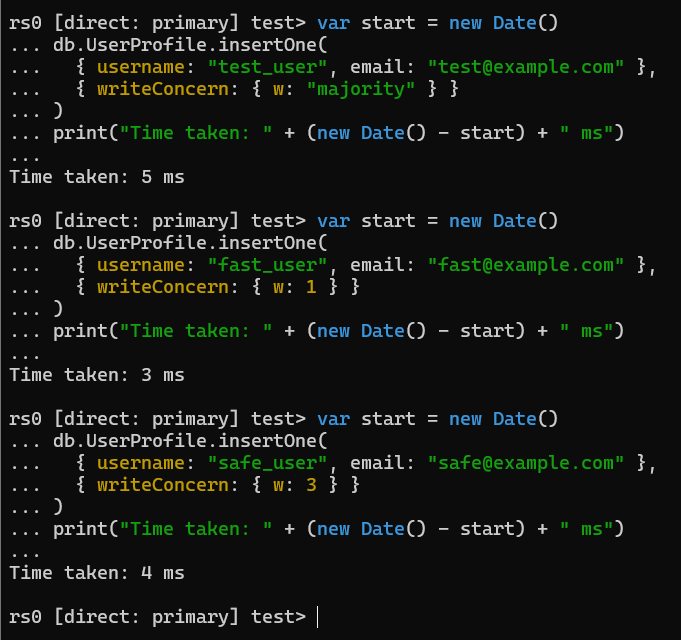 rs0 [direct: primary] test> var start = new Date()
... db.UserProfile.insertOne(
...   { username: "test_user", email: "test@example.com" },
...   { writeConcern: { w: "majority" } }
... )
... print("Time taken: " + (new Date() - start) + " ms")
...
Time taken: 5 ms

rs0 [direct: primary] test> var start = new Date()
... db.UserProfile.insertOne(
...   { username: "fast_user", email: "fast@example.com" },
...   { writeConcern: { w: 1 } }
... )
... print("Time taken: " + (new Date() - start) + " ms")
...
Time taken: 3 ms

rs0 [direct: primary] test> var start = new Date()
... db.UserProfile.insertOne(
...   { username: "safe_user", email: "safe@example.com" },
...   { writeConcern: { w: 3 } }
... )
... print("Time taken: " + (new Date() - start) + " ms")
...
Time taken: 4 ms

rs0 [direct: primary] test>